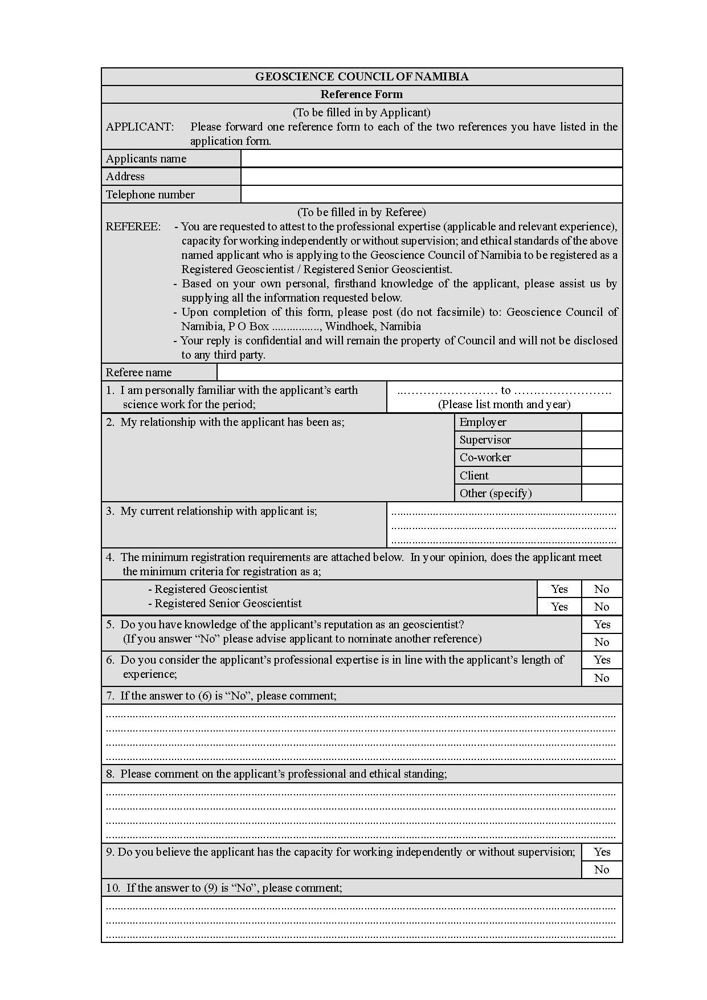 GEOSCIENCE COUNCIL OF NAMIBIA
Reference Form
(To be filled in by Applicant)
APPLICANT: Please forward one reference form to each of the two references you have listed in the
application form.
Applicants name
Address
Telephone number
(To be filled in by Referee)
REFEREE: - You are requested to attest to the professional expertise (applicable and relevant experience),
capacity for working independently or without supervision; and ethical standards of the above
named applicant who is applying to the Geoscience Council of Namibia to be registered as a
Registered Geoscientist / Registered Senior Geoscientist.
- Based on your own personal, firsthand knowledge of the applicant, please assist us by
supplying all the information requested below.
- Upon completion of this form, please post (do not facsimile) to: Geoscience Council of
Namibia, P O Box ................, Windhoek, Namibia
- Your reply is confidential and will remain the property of Council and will not be disclosed
to any third party.
Referee name
1. I am personally familiar with the applicant’s earth
science work for the period;
..…………………… to …………………….
(Please list month and year)
2. My relationship with the applicant has been as;
Employer
Supervisor
Co-worker
Client
Other (specify)
3. My current relationship with applicant is;
............................................................................
............................................................................
............................................................................
4. The minimum registration requirements are attached below. In your opinion, does the applicant meet
the minimum criteria for registration as a;
- Registered Geoscientist Yes No
- Registered Senior Geoscientist Yes No
5. Do you have knowledge of the applicant’s reputation as an geoscientist? Yes
(If you answer “No” please advise applicant to nominate another reference) No
6. Do you consider the applicant’s professional expertise is in line with the applicant’s length of Yes
experience; No
7. If the answer to (6) is “No”, please comment;
............................................................................................................................................................................
............................................................................................................................................................................
............................................................................................................................................................................
............................................................................................................................................................................
8. Please comment on the applicant’s professional and ethical standing;
............................................................................................................................................................................
............................................................................................................................................................................
............................................................................................................................................................................
............................................................................................................................................................................
9. Do you believe the applicant has the capacity for working independently or without supervision; Yes
No
10. If the answer to (9) is “No”, please comment;
............................................................................................................................................................................
............................................................................................................................................................................
............................................................................................................................................................................